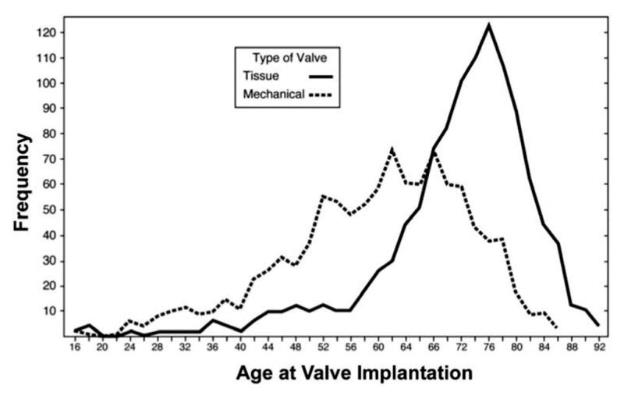 120
110
100
90
80
70
60
50
40
30
20
10
Frequency
Type of Valve
Tissue
Mechanical
16 20 24 28 32 36 40 44 48 52 56 60 64 66 72 76 80 84 88 92
Age at Valve Implantation